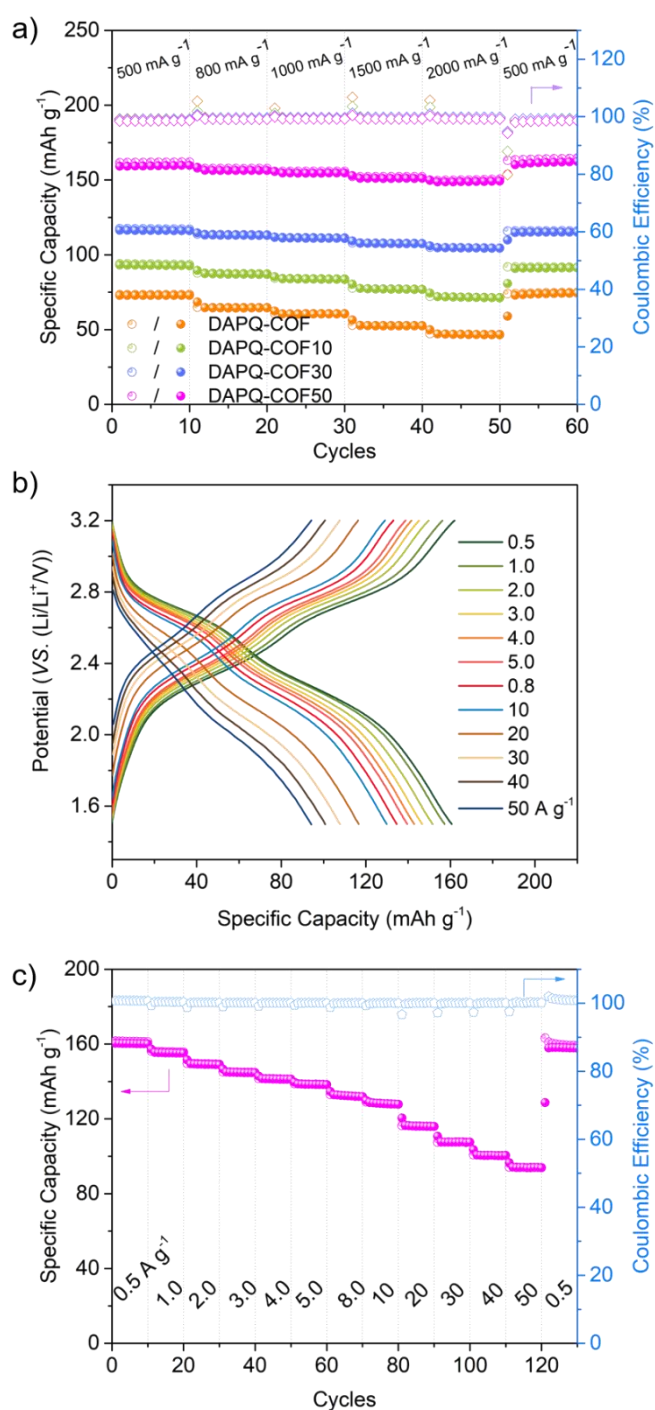 a)
500 mA g⁻¹ 800 mA g⁻¹ 1000 mA g⁻¹ 1500 mA g⁻¹ 2000 mA g⁻¹ 500 mA g⁻¹
Specific Capacity (mAh g⁻¹)
250
200
150
100
50
0
/ DAPQ-COF
/ DAPQ-COF10
/ DAPQ-COF30
/ DAPQ-COF50
0 10 20 30 40 50 60
Cycles
120
100
80
60
40
20
0
Coulombic Efficiency (%)
b)
Potential (VS. (Li/Li⁺/V))
3.2
2.8
2.4
2.0
1.6
0.5
1.0
2.0
3.0
4.0
5.0
0.8
10
20
30
40
50 A g⁻¹
0 40 80 120 160 200
Specific Capacity (mAh g⁻¹)
c)
Specific Capacity (mAh g⁻¹)
200
160
120
80
40
0
0.5 A g⁻¹ 1.0 2.0 3.0 4.0 5.0 8.0 10 20 30 40 50 0.5
0 20 40 60 80 100 120
Cycles
100
80
60
40
20
0
Coulombic Efficiency (%)